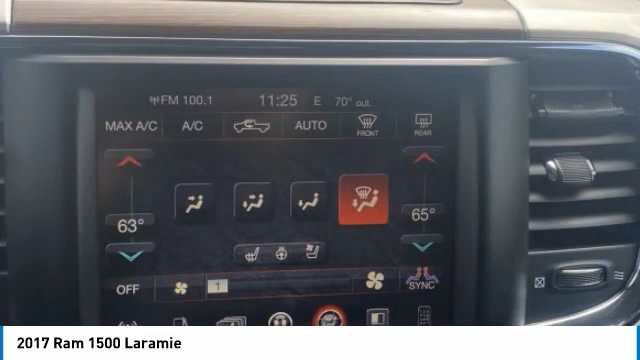 FM 100.1 11:25 E 70° out.
MAX A/C A/C AUTO FRONT REAR
63° 65°
OFF 1 SYNC
2017 Ram 1500 Laramie